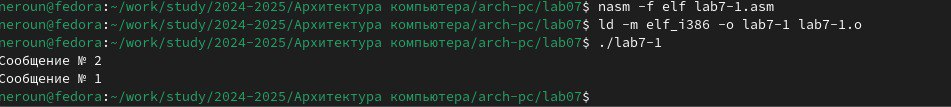 neroun@fedora:~/work/study/2024-2025/Архитектура компьютера/arch-pc/lab07$ nasm -f elf lab7-1.asm
neroun@fedora:~/work/study/2024-2025/Архитектура компьютера/arch-pc/lab07$ ld -m elf_i386 -o lab7-1 lab7-1.o
neroun@fedora:~/work/study/2024-2025/Архитектура компьютера/arch-pc/lab07$ ./lab7-1
Сообщение № 2
Сообщение № 1
neroun@fedora:~/work/study/2024-2025/Архитектура компьютера/arch-pc/lab07$